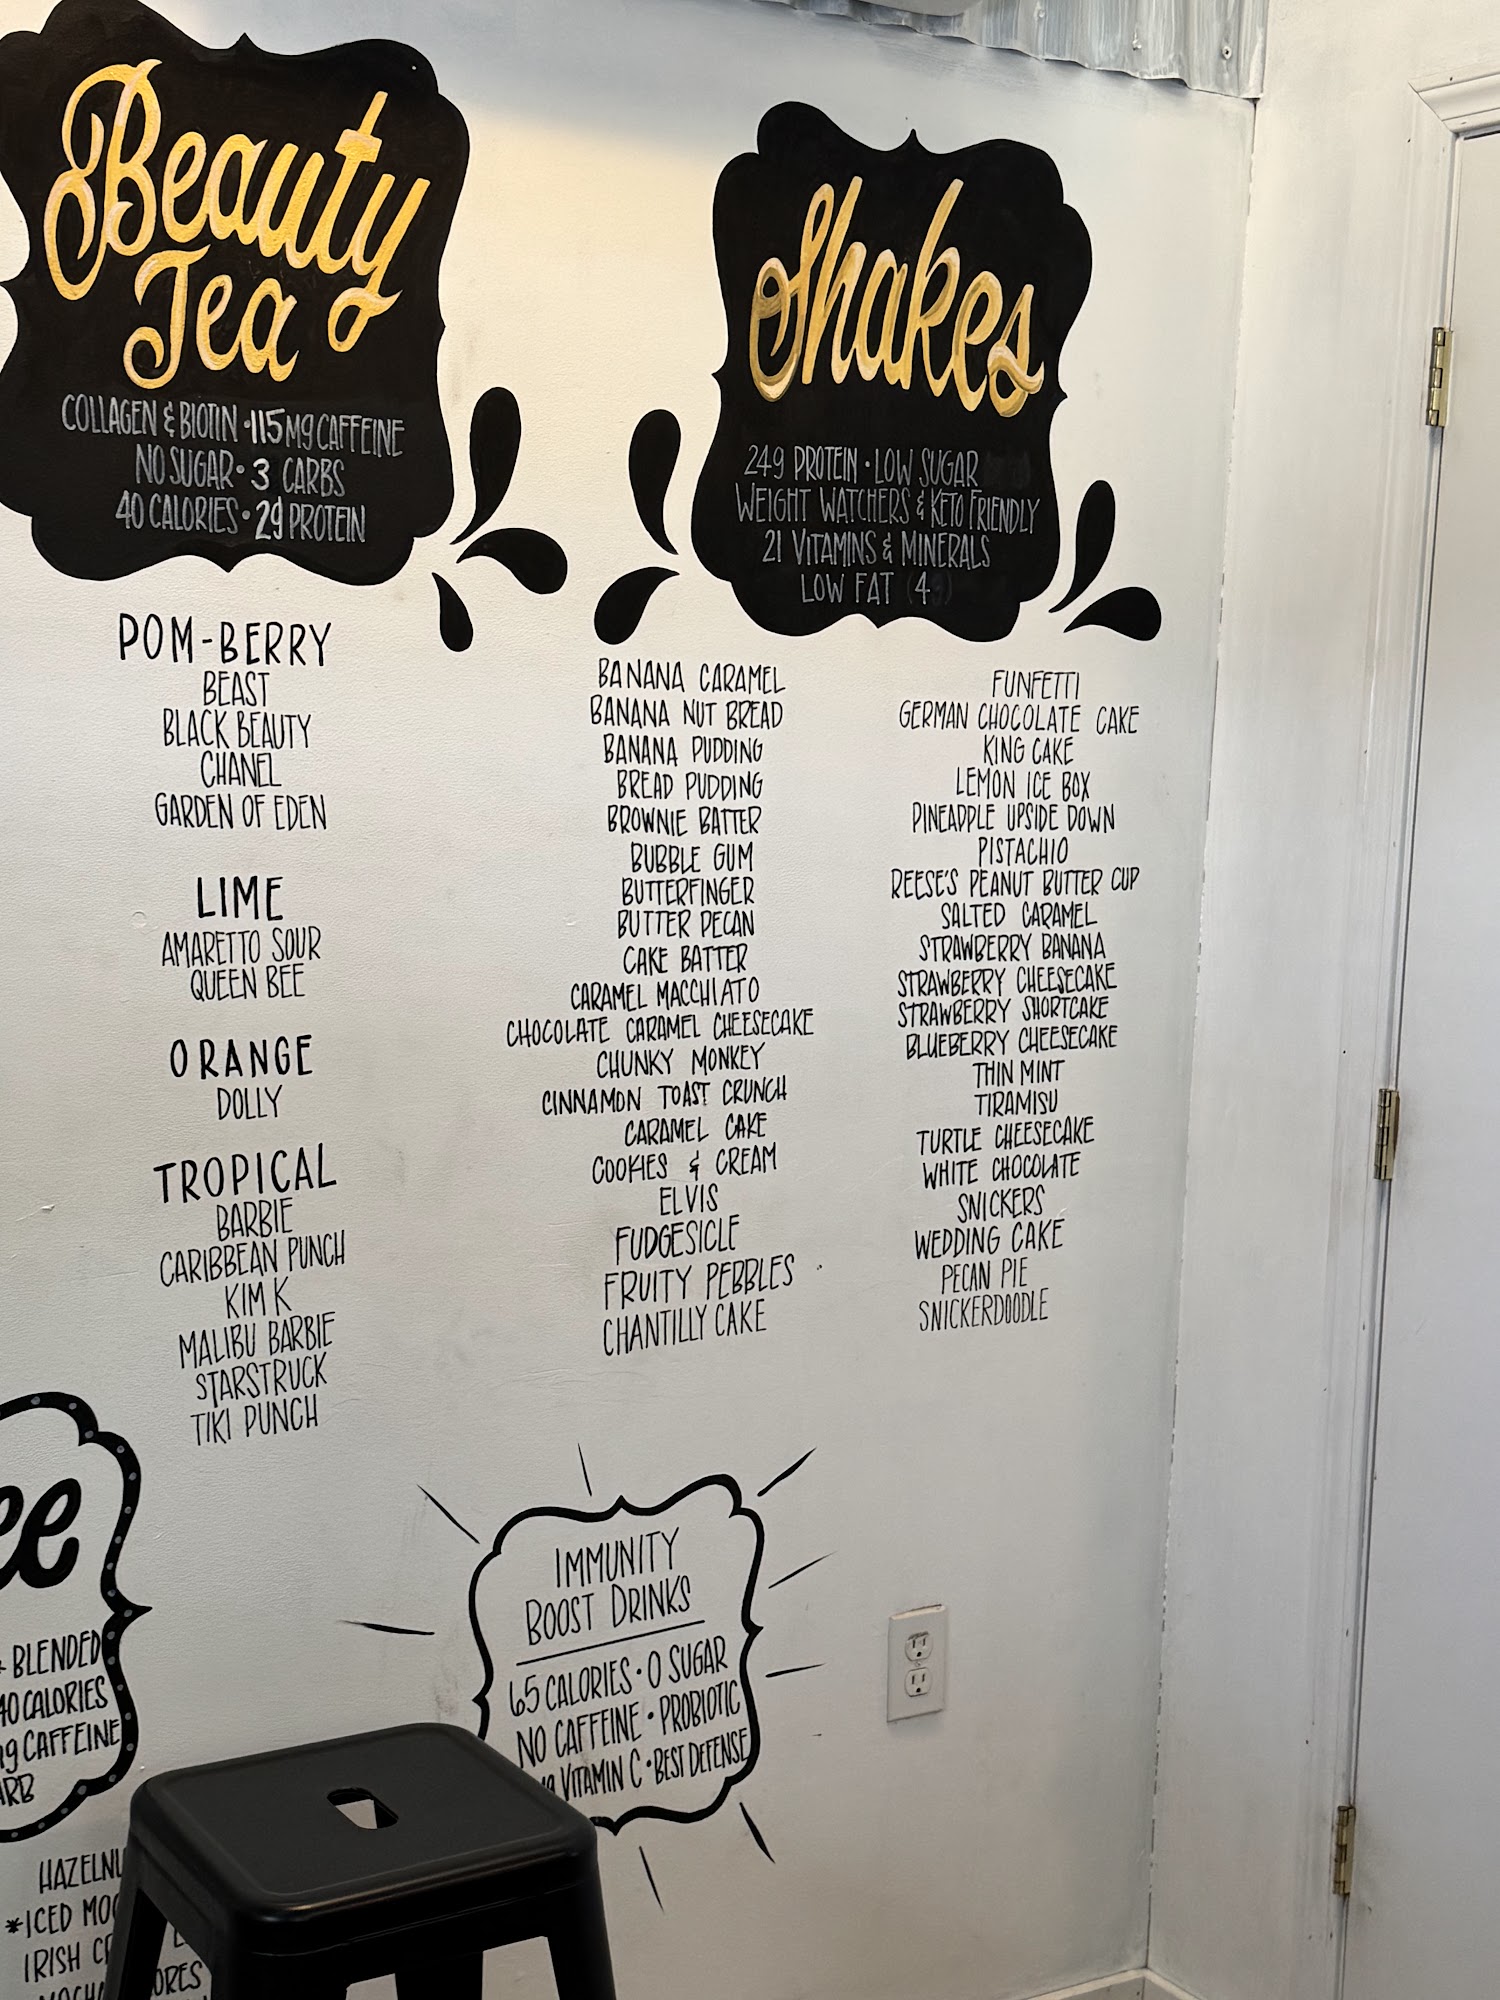 Beauty
Tea
COLLAGEN & BIOTIN • 115MG CAFFEINE
NO SUGAR • 3 CARBS
40 CALORIES • 2g PROTEIN
POM-BERRY
BEAST
BLACK BEAUTY
CHANEL
GARDEN OF EDEN
LIME
AMARETTO SOUR
QUEEN BEE
ORANGE
DOLLY
TROPICAL
BARBIE
CARIBBEAN PUNCH
KIM K
MALIBU BARBIE
STARSTRUCK
TIKI PUNCH
Shakes
24g PROTEIN • LOW SUGAR
WEIGHT WATCHERS & KETO FRIENDLY
21 VITAMINS & MINERALS
LOW FAT (4g)
BANANA CARAMEL
BANANA NUT BREAD
BANANA PUDDING
BREAD PUDDING
BROWNIE BATTER
BUBBLE GUM
BUTTERFINGER
BUTTER PECAN
CAKE BATTER
CARAMEL MACCHIATO
CHOCOLATE CARAMEL CHEESECAKE
CHUNKY MONKEY
CINNAMON TOAST CRUNCH
CARAMEL CAKE
COOKIES & CREAM
ELVIS
FUDGESICLE
FRUITY PEBBLES
CHANTILLY CAKE
FUNFETTI
GERMAN CHOCOLATE CAKE
KING CAKE
LEMON ICE BOX
PINEAPPLE UPSIDE DOWN
PISTACHIO
REESE'S PEANUT BUTTER CUP
SALTED CARAMEL
STRAWBERRY BANANA
STRAWBERRY CHEESECAKE
STRAWBERRY SHORTCAKE
BLUEBERRY CHEESECAKE
THIN MINT
TIRAMISU
TURTLE CHEESECAKE
WHITE CHOCOLATE
SNICKERS
WEDDING CAKE
PECAN PIE
SNICKERDOODLE
IMMUNITY
BOOST DRINKS
65 CALORIES • 0 SUGAR
NO CAFFEINE • PROBIOTIC
VITAMIN C • BEST DEFENSE
BLENDED
CALORIES
CAFFEINE
*ICED
IRISH